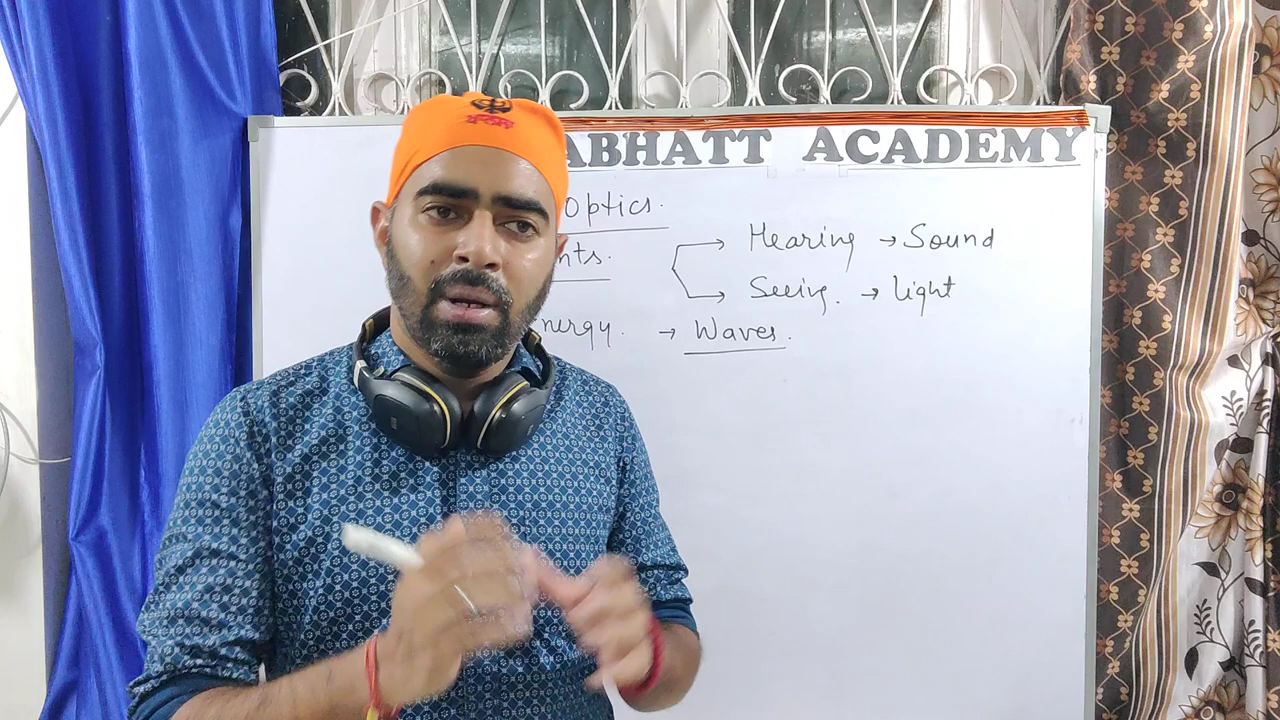 ABHATT ACADEMY
Optics.
nts.
Hearing → Sound
Seeing. → light
nergy. → Waves.